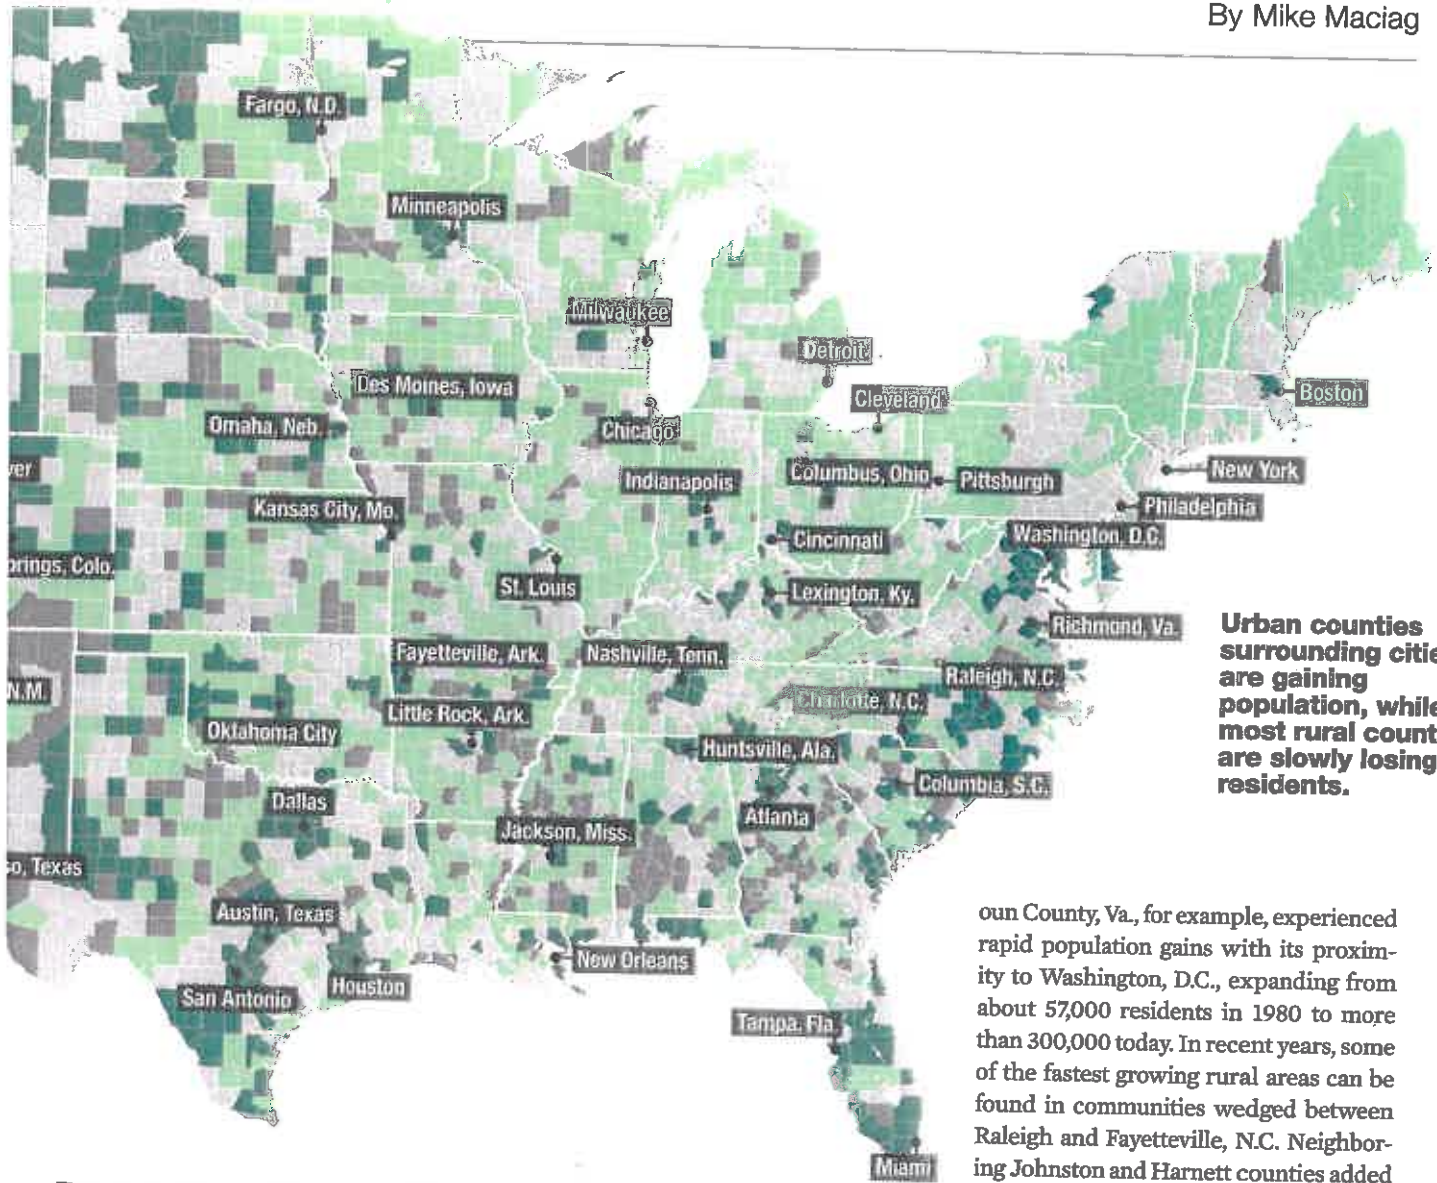 By Mike Maciag
Fargo, N.D.
Minneapolis
Milwaukee
Detroit
Des Moines, Iowa
Cleveland
Boston
Omaha, Neb.
Chicago
ver
Indianapolis
Columbus, Ohio
Pittsburgh
New York
Kansas City, Mo.
Philadelphia
Cincinnati
Washington, D.C.
prings, Colo.
St. Louis
Lexington, Ky.
Richmond, Va.
Fayetteville, Ark.
Nashville, Tenn.
Raleigh, N.C.
N.M.
Charlotte, N.C.
Little Rock, Ark.
Oklahoma City
Huntsville, Ala.
Columbia, S.C.
Dallas
Atlanta
Jackson, Miss.
so, Texas
Austin, Texas
New Orleans
Houston
San Antonio
Tampa, Fla.
Miami
Urban counties
surrounding citie
are gaining
population, while
most rural count
are slowly losing
residents.
oun County, Va., for example, experienced
rapid population gains with its proxim-
ity to Washington, D.C., expanding from
about 57,000 residents in 1980 to more
than 300,000 today. In recent years, some
of the fastest growing rural areas can be
found in communities wedged between
Raleigh and Fayetteville, N.C. Neighbor-
ing Johnston and Harnett counties added